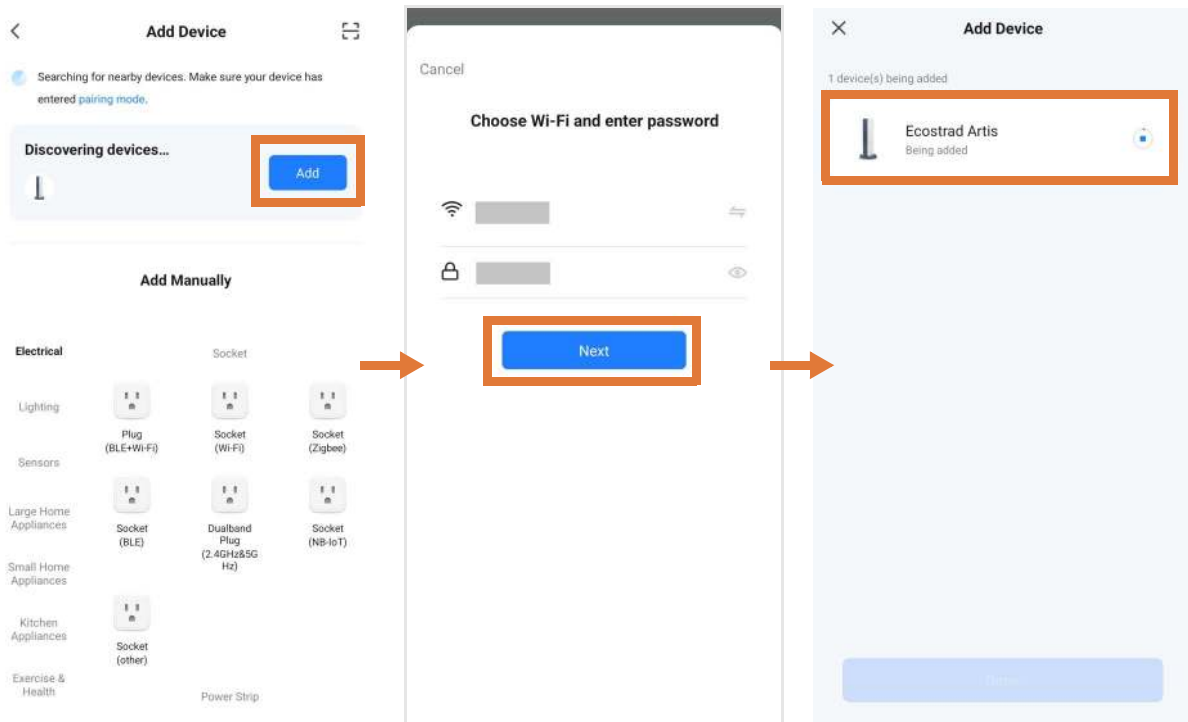 Add Device
Searching for nearby devices. Make sure your device has
entered pairing mode.
Discovering devices...
Add
Add Manually
Electrical
Lighting
Sensors
Large Home
Appliances
Small Home
Appliances
Kitchen
Appliances
Exercise &
Health
Socket
Plug
(BLE+Wi-Fi)
Socket
(Wi-Fi)
Socket
(Zigbee)
Socket
(BLE)
Dualband
Plug
(2.4GHz&5G
Hz)
Socket
(NB-IoT)
Socket
(other)
Power Strip
Cancel
Choose Wi-Fi and enter password
Next
Add Device
1 device(s) being added
Ecostrad Artis
Being added